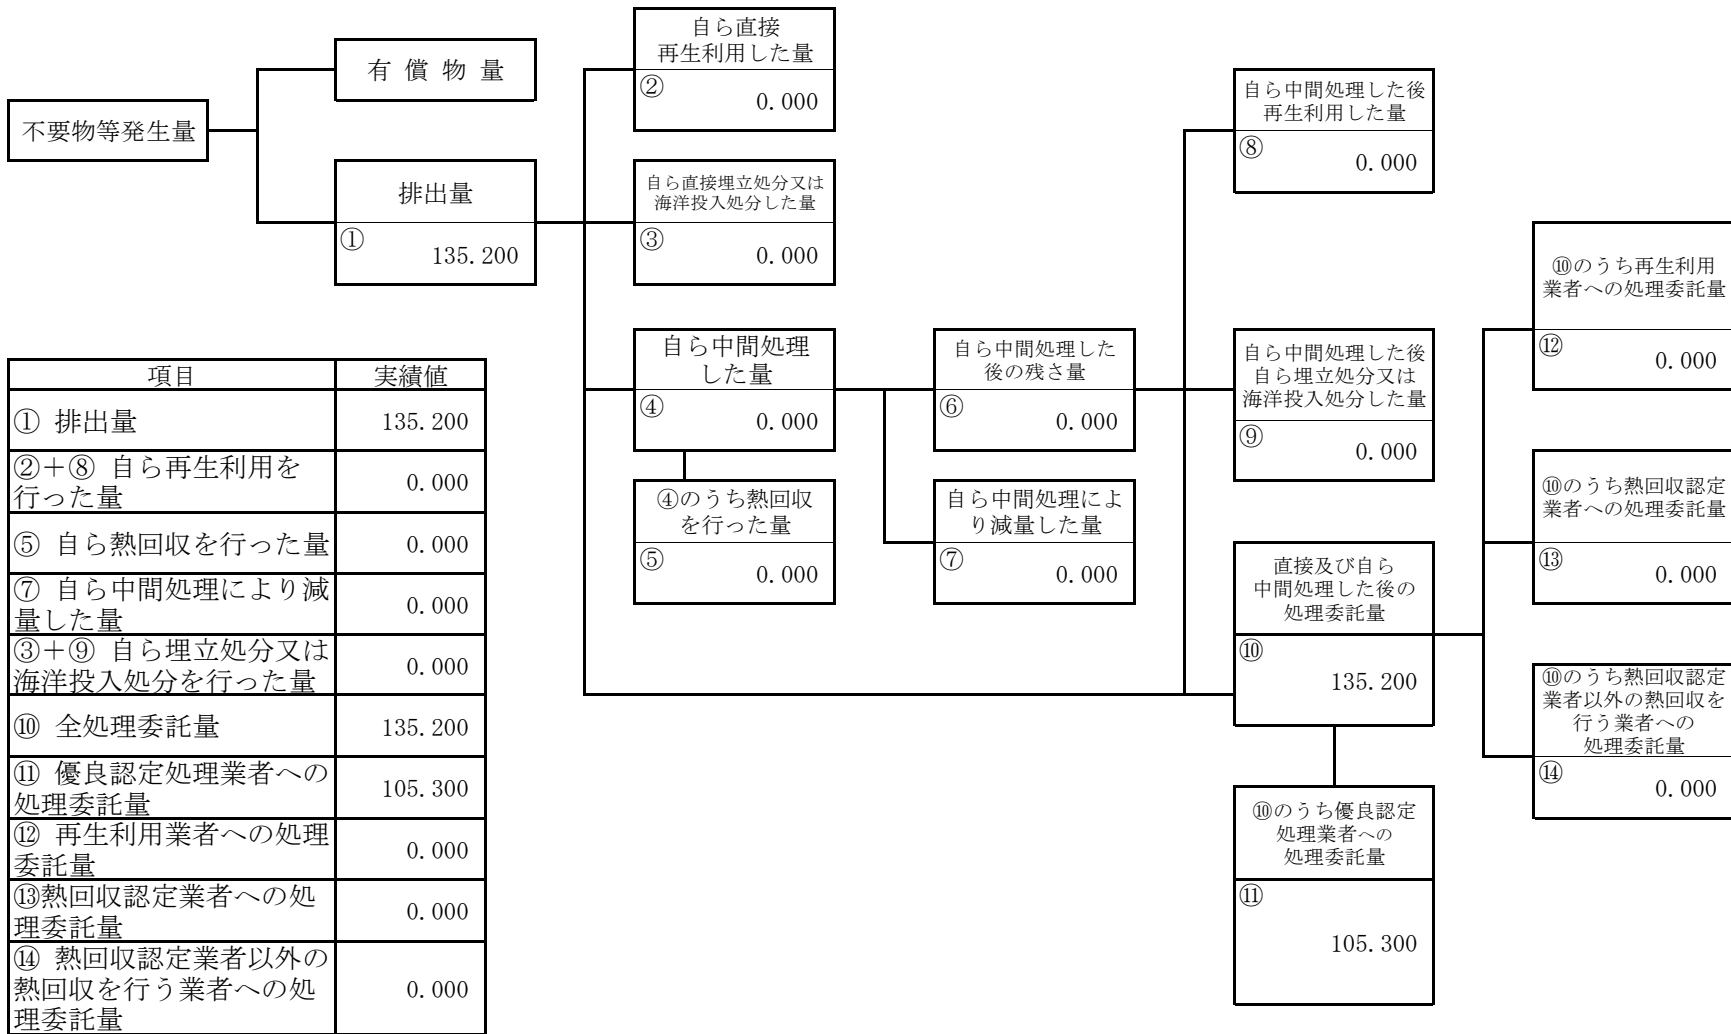 自ら直接
再生利用した量
②
0.000
有 償 物 量
自ら中間処理した後
再生利用した量
⑧
0.000
不要物等発生量
排出量
①
135.200
自ら直接埋立処分又は
海洋投入処分した量
③
0.000
⑩のうち再生利用
業者への処理委託量
⑫
0.000
自ら中間処理
した量
④
0.000
自ら中間処理した
後の残さ量
⑥
0.000
自ら中間処理した後
自ら埋立処分又は
海洋投入処分した量
⑨
0.000
④のうち熱回収
を行った量
⑤
0.000
自ら中間処理によ
り減量した量
⑦
0.000
⑩のうち熱回収認定
業者への処理委託量
⑬
0.000
直接及び自ら
中間処理した後の
処理委託量
⑩
135.200
⑩のうち熱回収認定
業者以外の熱回収を
行う業者への
処理委託量
⑭
0.000
⑩のうち優良認定
処理業者への
処理委託量
⑪
105.300
項目 実績値
① 排出量 135.200
②＋⑧ 自ら再生利用を
行った量 0.000
⑤ 自ら熱回収を行った量 0.000
⑦ 自ら中間処理により減
量した量 0.000
③＋⑨ 自ら埋立処分又は
海洋投入処分を行った量 0.000
⑩ 全処理委託量 135.200
⑪ 優良認定処理業者への
処理委託量 105.300
⑫ 再生利用業者への処理
委託量 0.000
⑬熱回収認定業者への処
理委託量 0.000
⑭ 熱回収認定業者以外の
熱回収を行う業者への処
理委託量 0.000